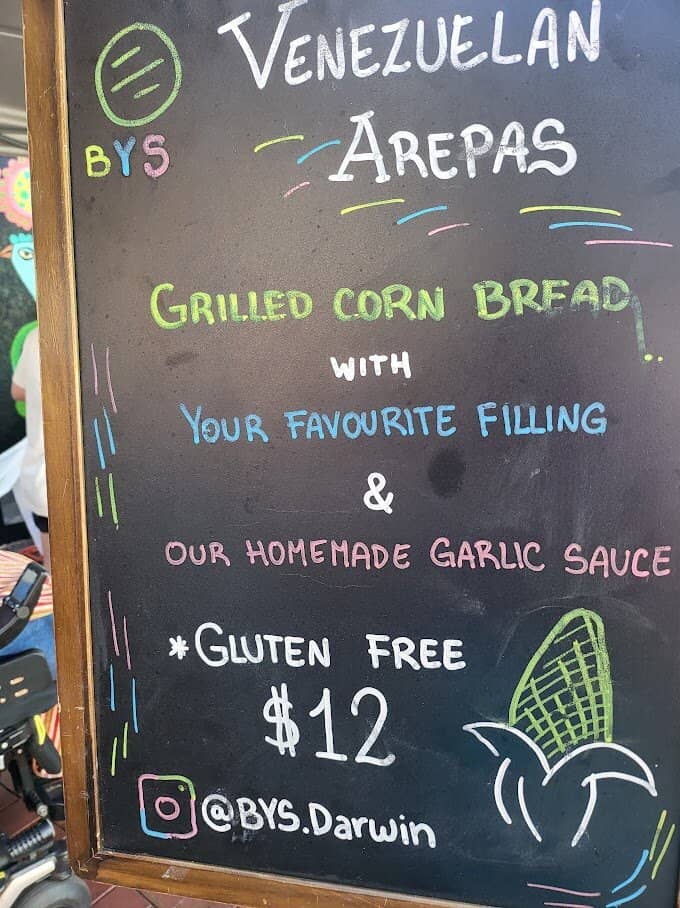 VENEZUELAN
BYS
AREPAS
GRILLED CORN BREAD
WITH
YOUR FAVOURITE FILLING
&
OUR HOMEMADE GARLIC SAUCE
*GLUTEN FREE
$12
@BYS.Darwin